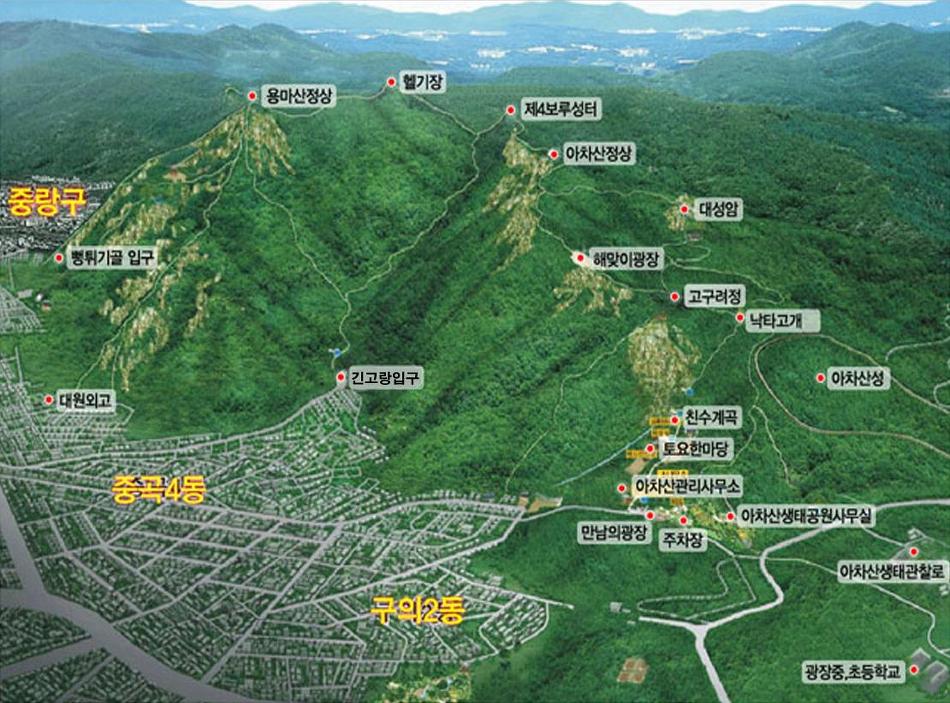 헬기장
용마산정상
제4보루성터
아차산정상
중랑구
대성암
뻥튀기골 입구
해맞이광장
고구려정
낙타고개
긴고랑입구
아차산성
대원외고
친수계곡
토요한마당
중곡4동
아차산관리사무소
아차산생태공원사무실
만남의광장
주차장
아차산생태관찰로
구의2동
광장중,초등학교